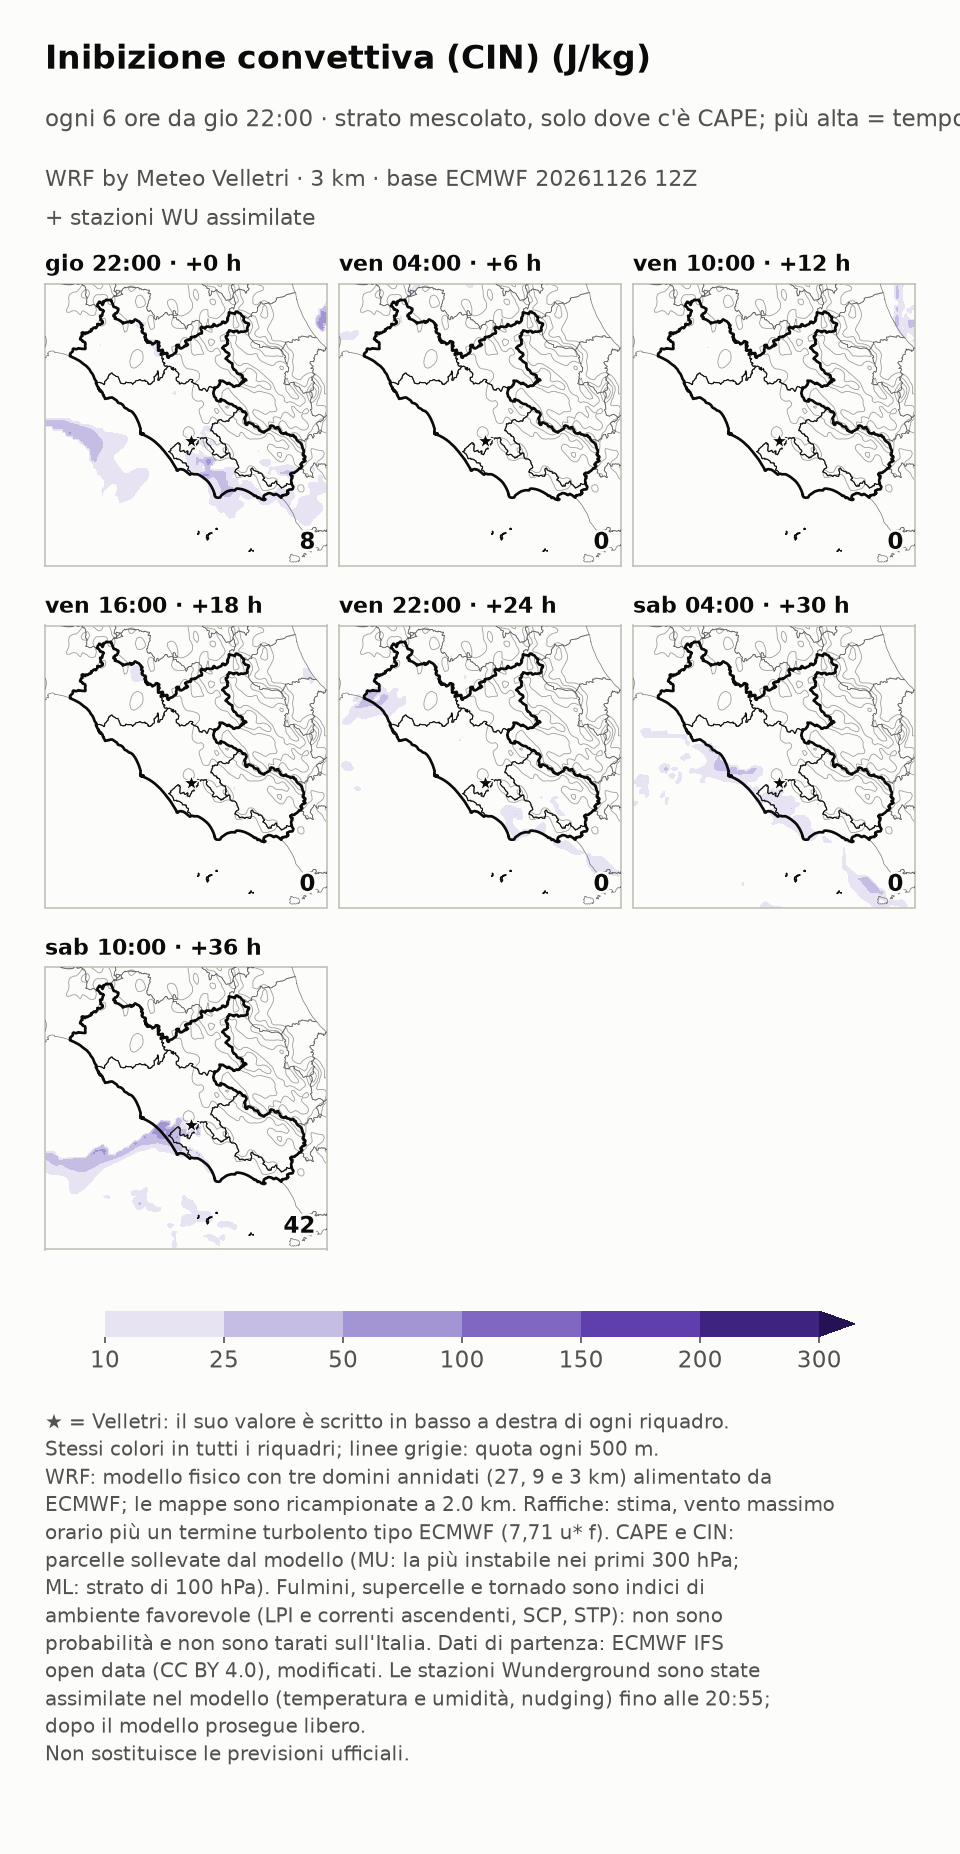 Inibizione convettiva (CIN) (J/kg)
ogni 6 ore da gio 22:00 · strato mescolato, solo dove c'è CAPE; più alta = tempo
WRF by Meteo Velletri · 3 km · base ECMWF 20261126 12Z
+ stazioni WU assimilate
gio 22:00 · +0 h
ven 04:00 · +6 h
ven 10:00 · +12 h
8
0
0
ven 16:00 · +18 h
ven 22:00 · +24 h
sab 04:00 · +30 h
0
0
0
sab 10:00 · +36 h
42
10 25 50 100 150 200 300
★ = Velletri: il suo valore è scritto in basso a destra di ogni riquadro.
Stessi colori in tutti i riquadri; linee grigie: quota ogni 500 m.
WRF: modello fisico con tre domini annidati (27, 9 e 3 km) alimentato da
ECMWF; le mappe sono ricampionate a 2.0 km. Raffiche: stima, vento massimo
orario più un termine turbolento tipo ECMWF (7,71 u* f). CAPE e CIN:
parcelle sollevate dal modello (MU: la più instabile nei primi 300 hPa;
ML: strato di 100 hPa). Fulmini, supercelle e tornado sono indici di
ambiente favorevole (LPI e correnti ascendenti, SCP, STP): non sono
probabilità e non sono tarati sull'Italia. Dati di partenza: ECMWF IFS
open data (CC BY 4.0), modificati. Le stazioni Wunderground sono state
assimilate nel modello (temperatura e umidità, nudging) fino alle 20:55;
dopo il modello prosegue libero.
Non sostituisce le previsioni ufficiali.